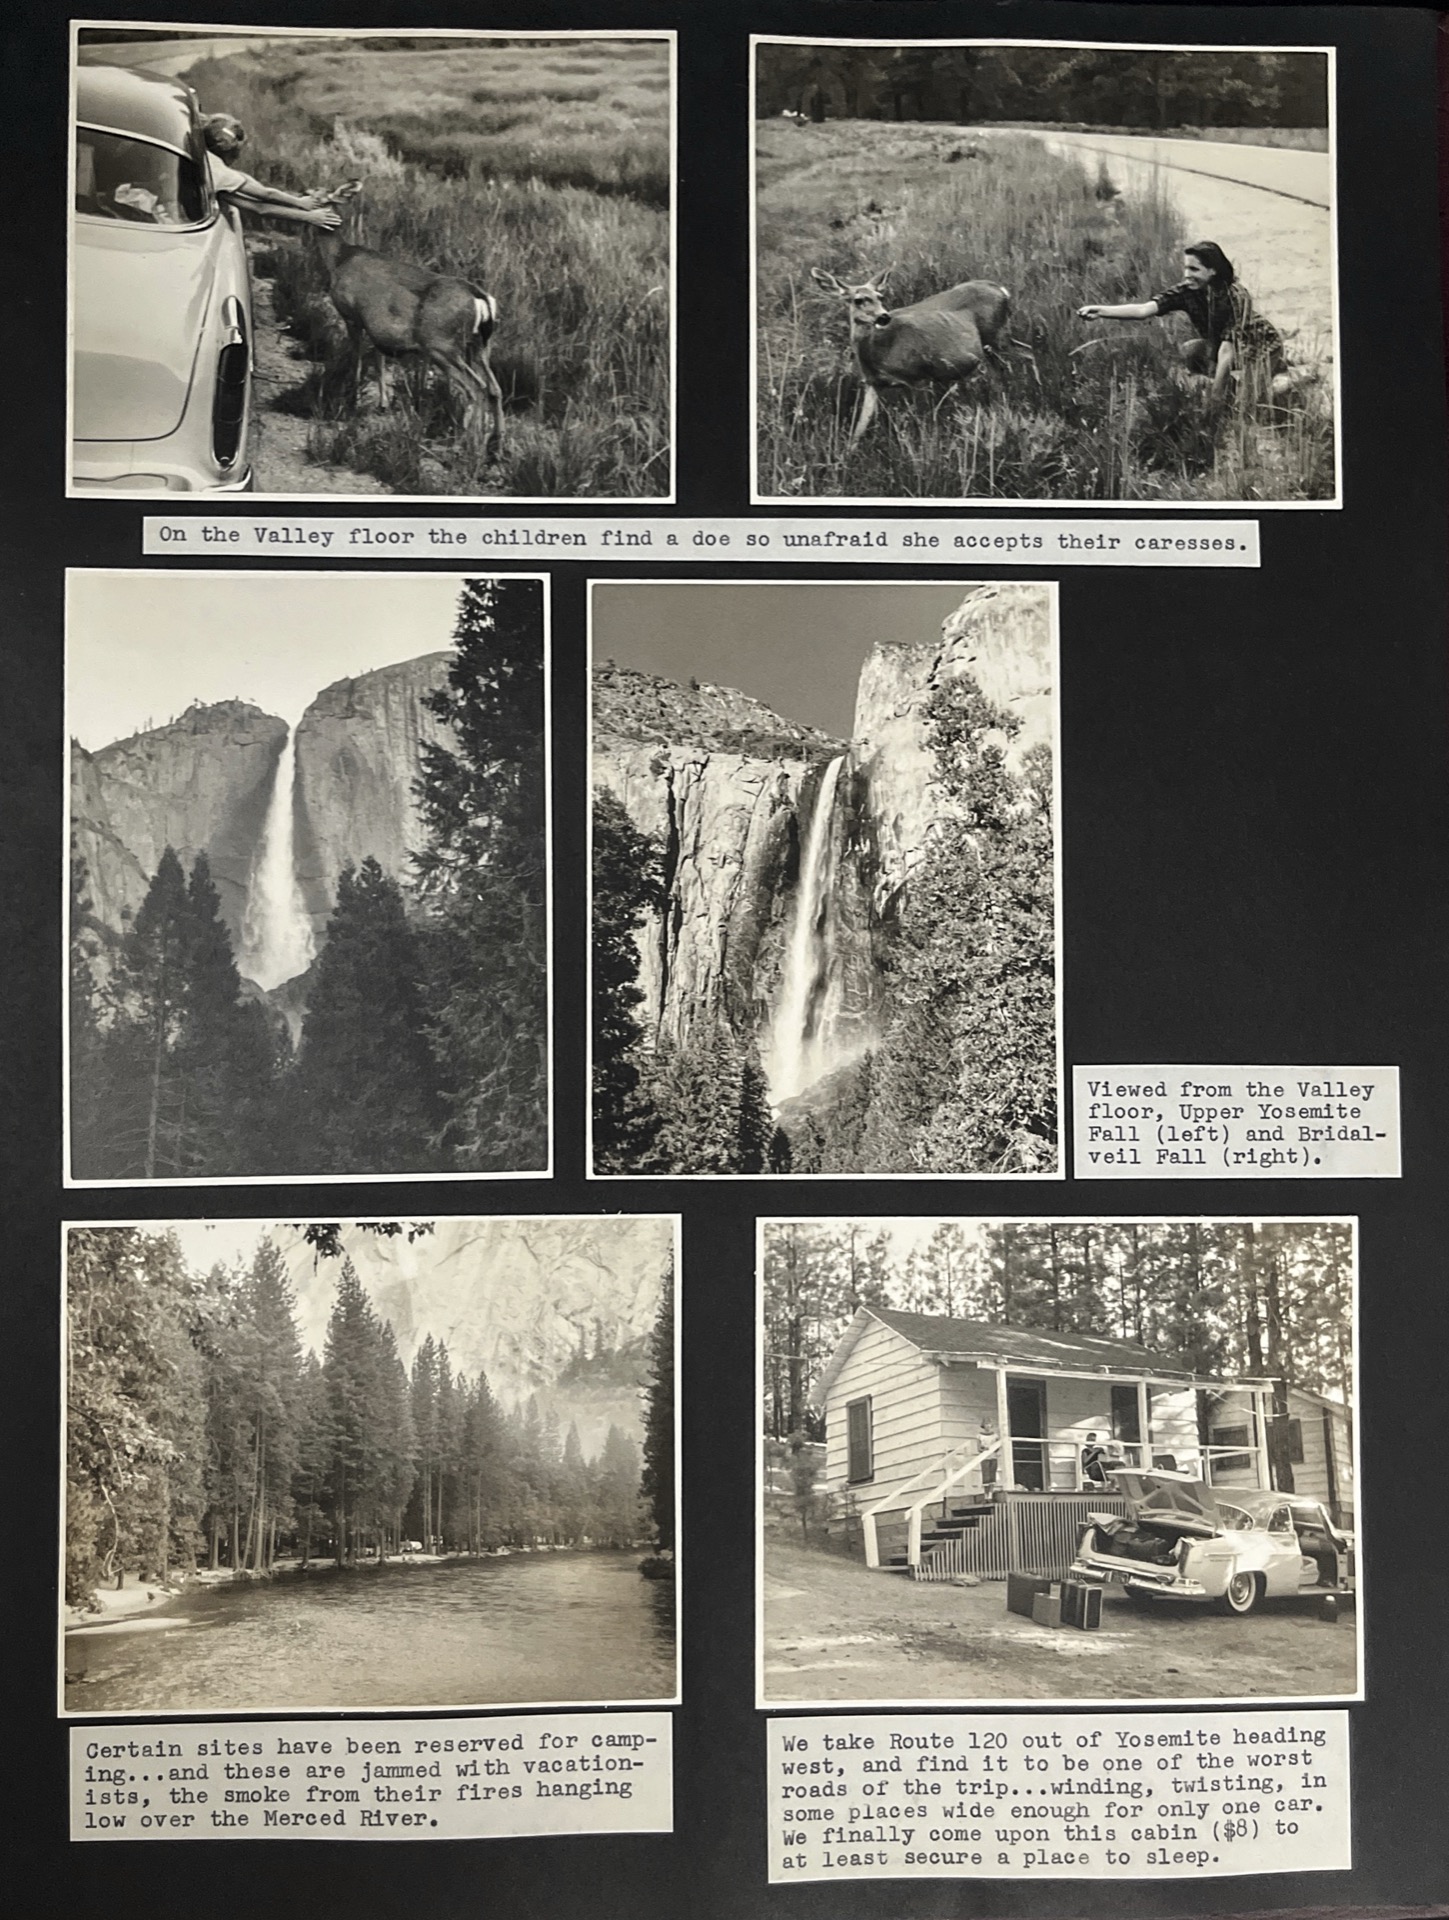 On the Valley floor the children find a doe so unafraid she accepts their caresses.
Viewed from the Valley
floor, Upper Yosemite
Fall (left) and Bridal-
veil Fall (right).
Certain sites have been reserved for camp-
ing...and these are jammed with vacation-
ists, the smoke from their fires hanging
low over the Merced River.
We take Route 120 out of Yosemite heading
west, and find it to be one of the worst
roads of the trip...winding, twisting, in
some places wide enough for only one car.
We finally come upon this cabin ($8) to
at least secure a place to sleep.